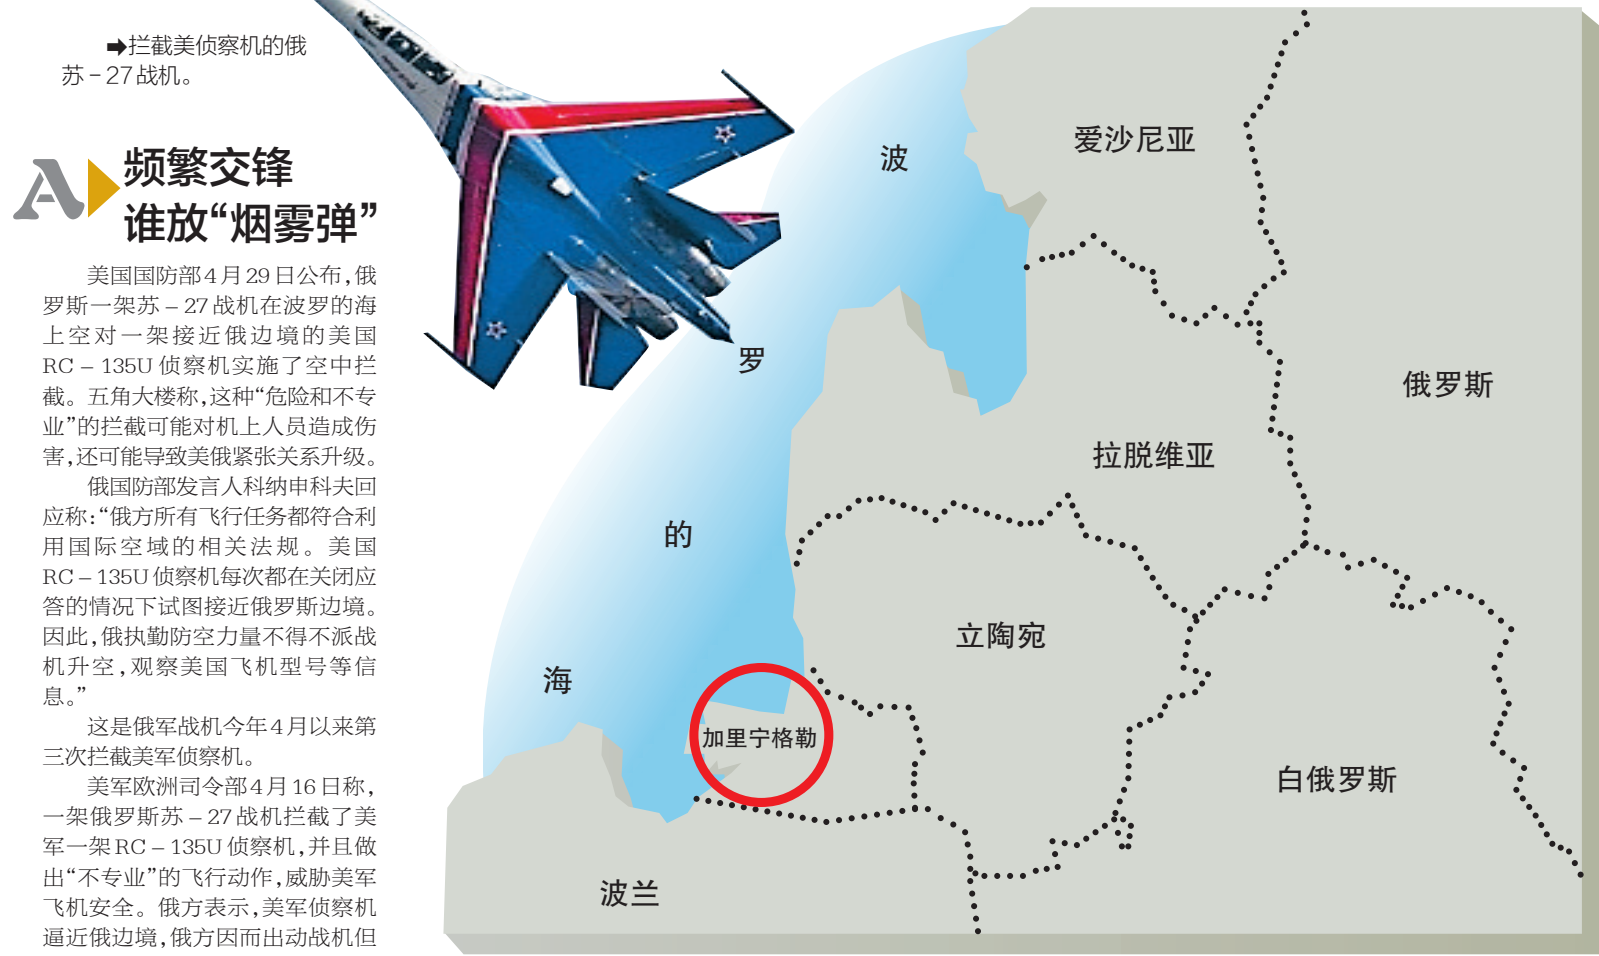 ➡拦截美侦察机的俄
苏－27战机。
A
频繁交锋
谁放“烟雾弹”
美国国防部4月29日公布,俄
罗斯一架苏－27战机在波罗的海
上空对一架接近俄边境的美国
RC－135U侦察机实施了空中拦
截。五角大楼称,这种“危险和不专
业”的拦截可能对机上人员造成伤
害,还可能导致美俄紧张关系升级。
俄国防部发言人科纳申科夫回
应称:“俄方所有飞行任务都符合利
用国际空域的相关法规。美国
RC－135U侦察机每次都在关闭应
答的情况下试图接近俄罗斯边境。
因此,俄执勤防空力量不得不派战
机升空,观察美国飞机型号等信
息。”
这是俄军战机今年4月以来第
三次拦截美军侦察机。
美军欧洲司令部4月16日称,
一架俄罗斯苏－27战机拦截了美
军一架RC－135U侦察机,并且做
出“不专业”的飞行动作,威胁美军
飞机安全。俄方表示,美军侦察机
逼近俄边境,俄方因而出动战机但
波
罗
的
海
爱沙尼亚
俄罗斯
拉脱维亚
立陶宛
加里宁格勒
白俄罗斯
波兰